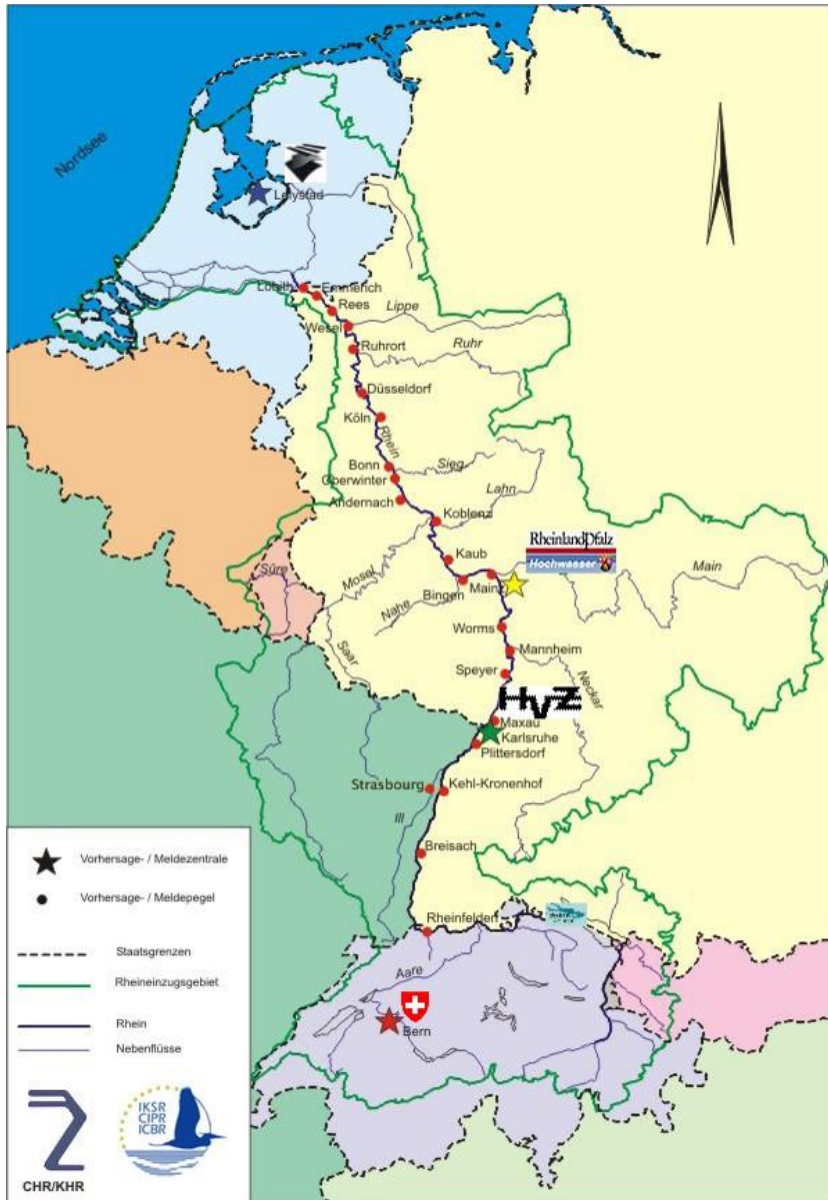 Nordsee
Lelystad
Lobith
Emmerich
Rees
Lippe
Wesel
Ruhrort
Ruhr
Düsseldorf
Köln
Rhein
Bonn
Sieg
Oberwinter
Lahn
Andernach
Koblenz
RheinlandPfalz
Hochwasser
Kaub
Mosel
Main
Sûre
Bingen
Mainz
Nahe
Worms
Saar
Mannheim
Speyer
Neckar
HVZ
Maxau
Karlsruhe
Plittersdorf
Strasbourg
Kehl-Kronenhof
Ill
Breisach
Rheinfelden
Aare
Bern
Vorhersage- / Meldezentrale
Vorhersage- / Meldepegel
Staatsgrenzen
Rheineinzugsgebiet
Rhein
Nebenflüsse
IKSR
CIPR
ICBR
CHR/KHR